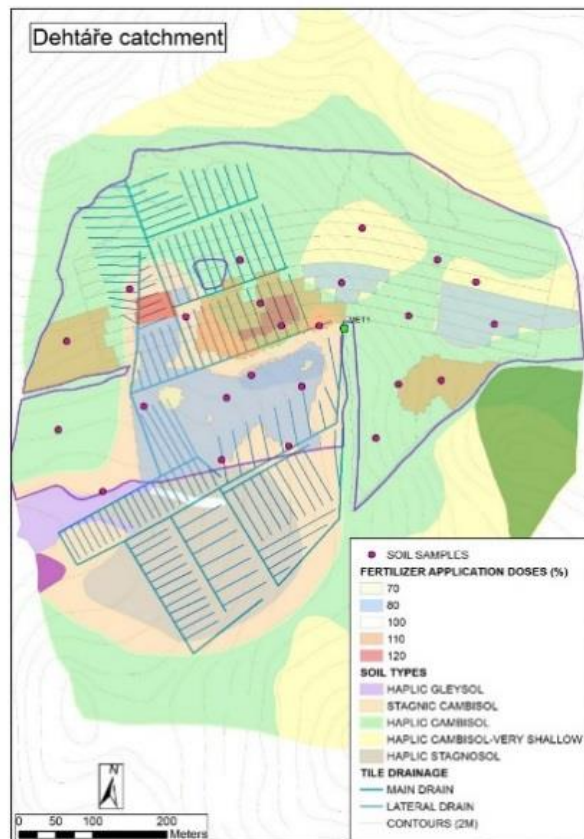 Dehtáře catchment
SOIL SAMPLES
FERTILIZER APPLICATION DOSES (%)
70
80
100
110
120
SOIL TYPES
HAPLIC GLEYSOL
STAGNIC CAMBISOL
HAPLIC CAMBISOL
HAPLIC CAMBISOL-VERY SHALLOW
HAPLIC STAGNOSOL
TILE DRAINAGE
MAIN DRAIN
LATERAL DRAIN
CONTOURS (2M)
N
0 50 100 200
Meters